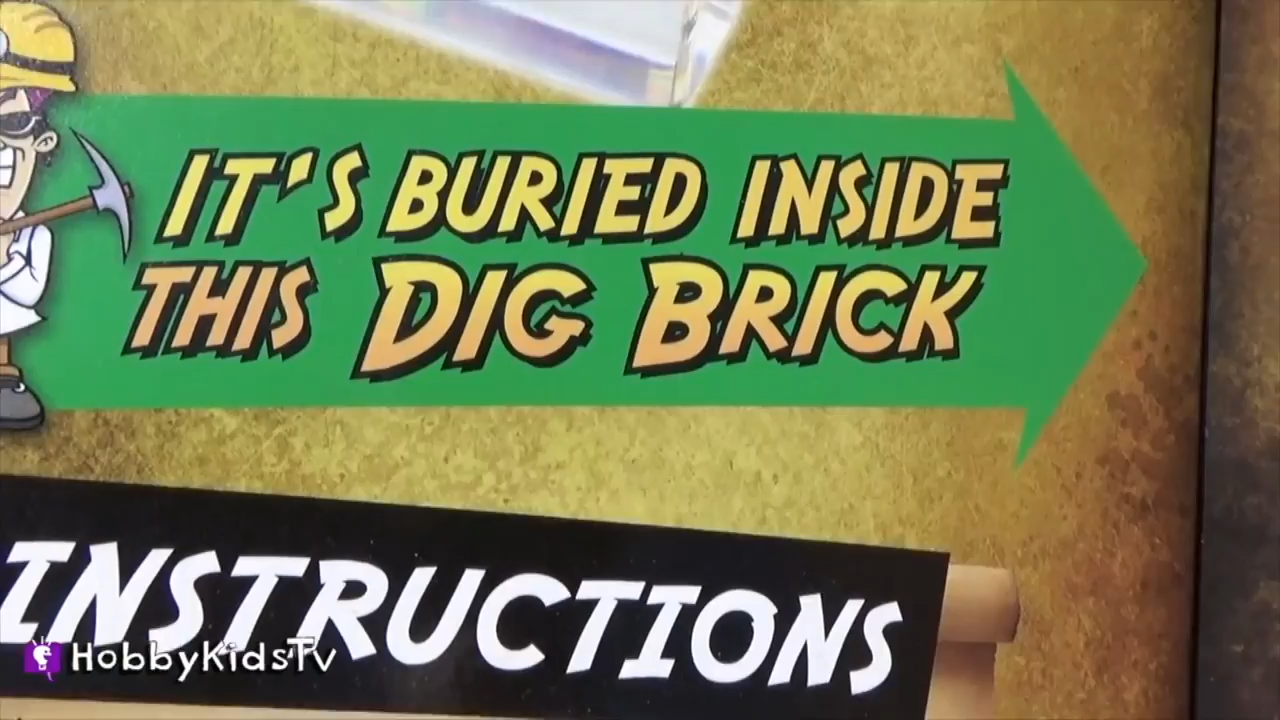 IT'S BURIED INSIDE
THIS DIG BRICK
INSTRUCTIONS
HobbyKidsTv